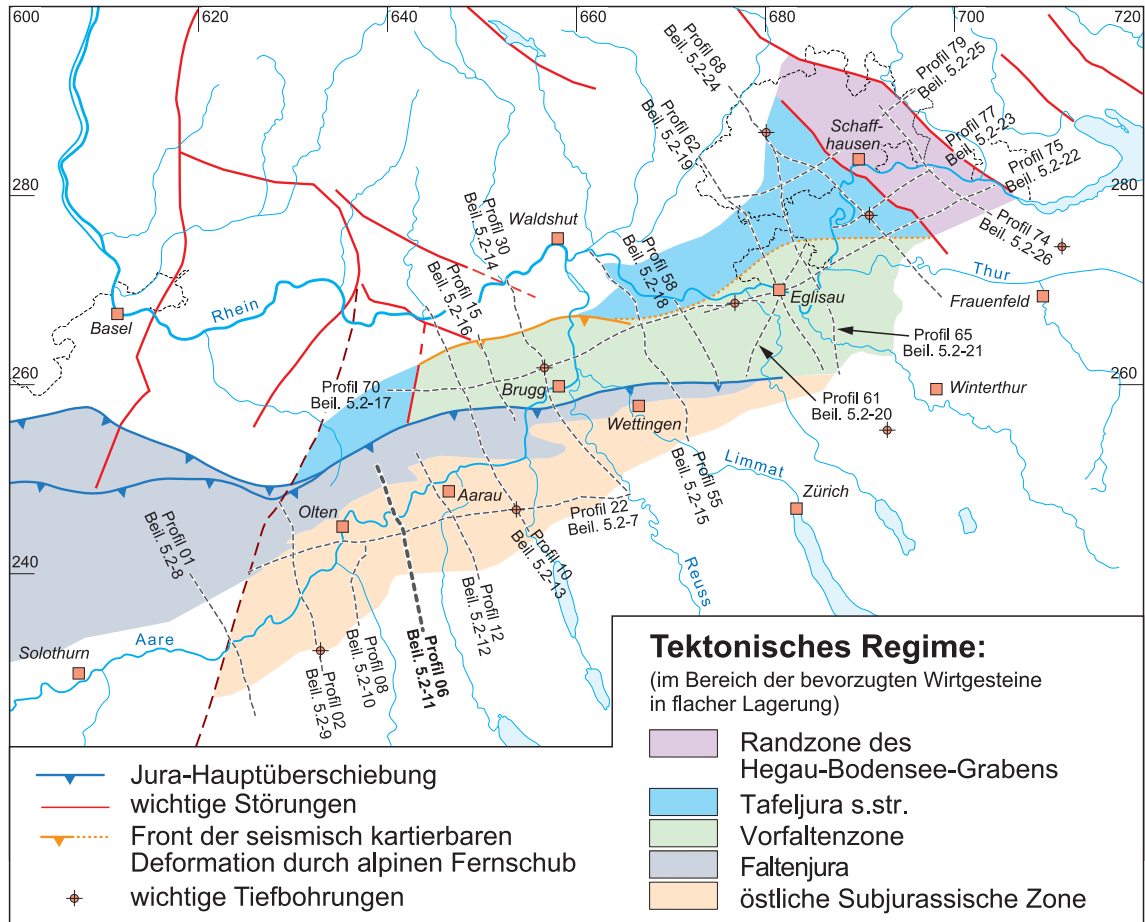 600
620
640
660
680
700
720
280
260
240
Profil 68
Beil. 5.2-24
Profil 79
Beil. 5.2-25
Profil 62
Beil. 5.2-19
Schaff-
hausen
Profil 77
Beil. 5.2-23
Profil 75
Beil. 5.2-22
Profil 74
Beil. 5.2-26
Profil 30
Beil. 5.2-14
Waldshut
Profil 15
Beil. 5.2-16
Profil 58
Beil. 5.2-18
Thur
Frauenfeld
Eglisau
Basel
Rhein
Profil 65
Beil. 5.2-21
Profil 70
Beil. 5.2-17
Brugg
Winterthur
Profil 61
Beil. 5.2-20
Wettingen
Limmat
Zürich
Profil 55
Beil. 5.2-15
Aarau
Olten
Profil 22
Beil. 5.2-7
Profil 01
Beil. 5.2-8
Profil 10
Beil. 5.2-13
Reuss
Aare
Solothurn
Profil 12
Beil. 5.2-12
Profil 06
Beil. 5.2-11
Profil 08
Beil. 5.2-10
Profil 02
Beil. 5.2-9
Tektonisches Regime:
(im Bereich der bevorzugten Wirtgesteine
in flacher Lagerung)
Randzone des
Hegau-Bodensee-Grabens
Tafeljura s.str.
Vorfaltenzone
Faltenjura
östliche Subjurassische Zone
Jura-Hauptüberschiebung
wichtige Störungen
Front der seismisch kartierbaren
Deformation durch alpinen Fernschub
wichtige Tiefbohrungen